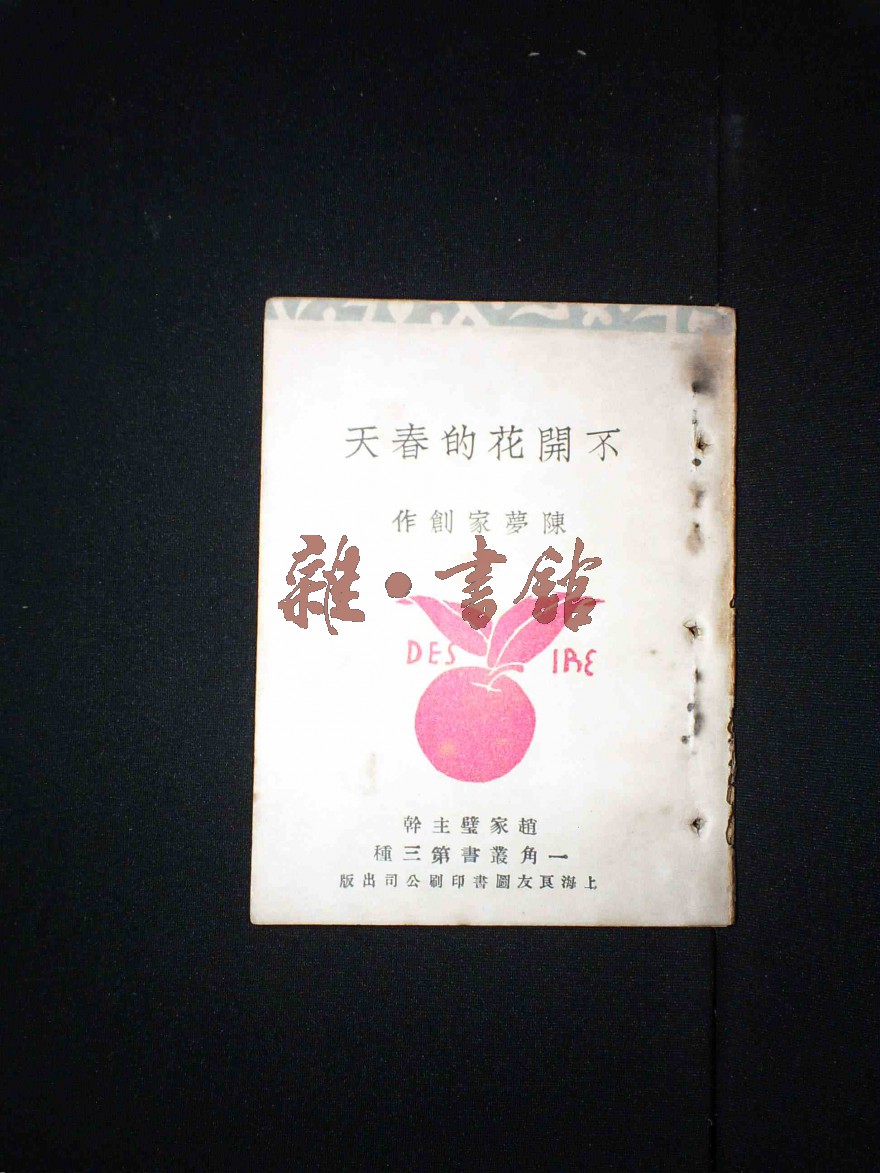 不開花的春天
陳夢家創作
雜·書館
DESIRE
趙家璧主幹
一角叢書第三種
上海良友圖書印刷公司出版